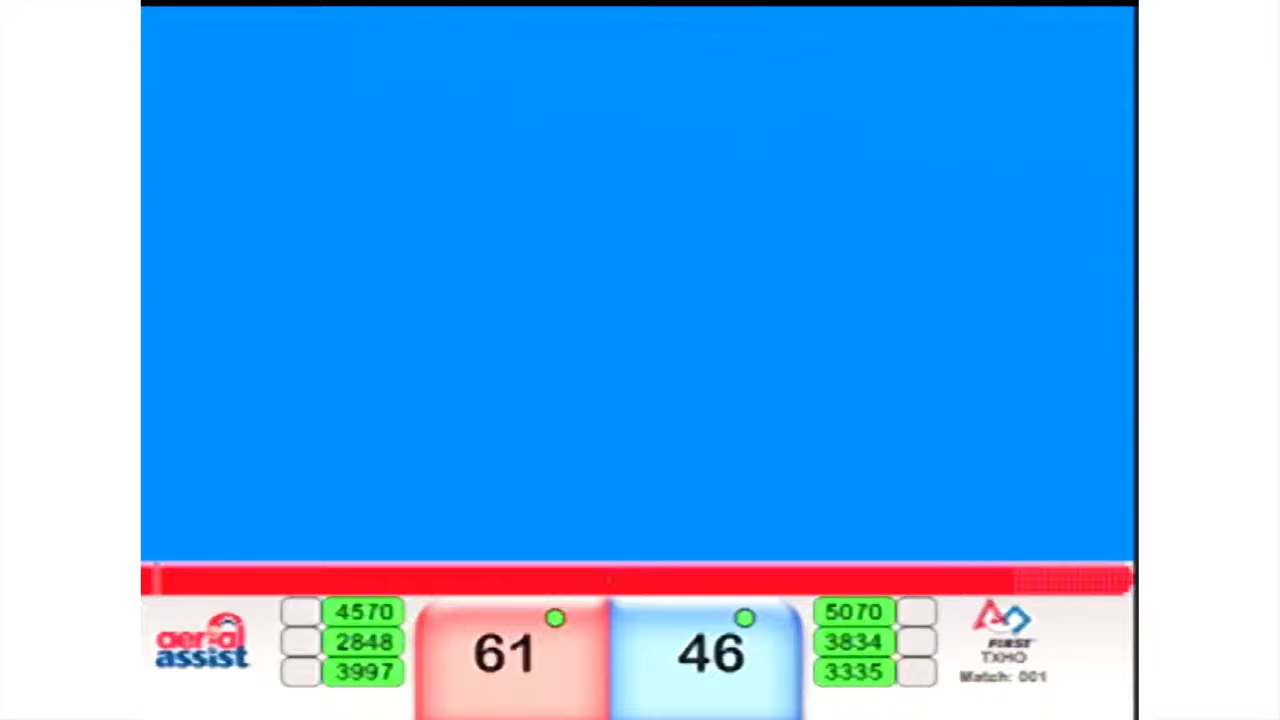 aerial
assist
4570
2848
3997
61
46
5070
3834
3335
FIRST
TXHO
Match: 001